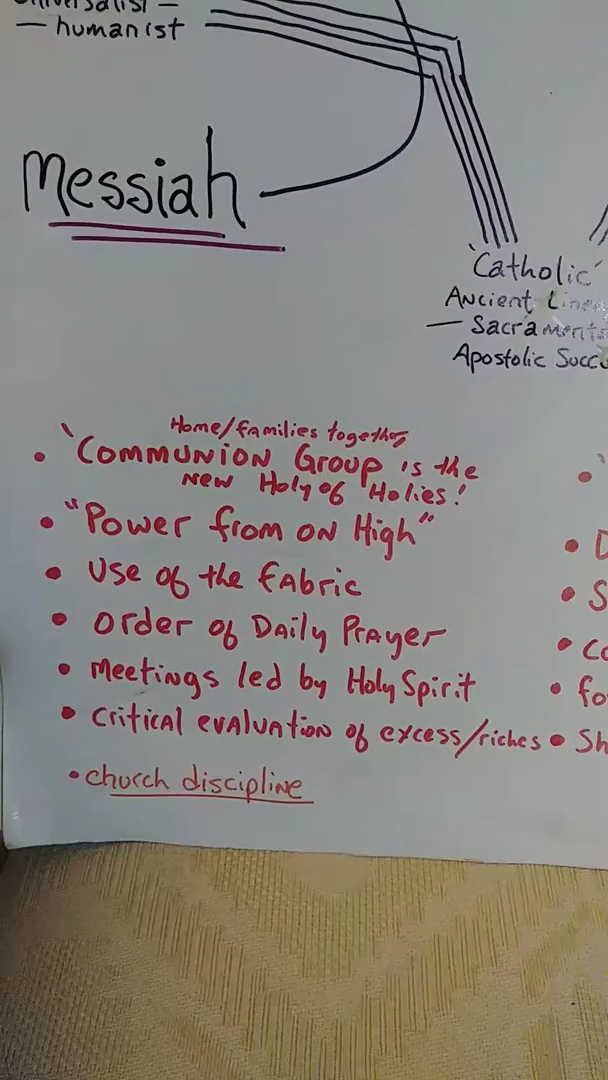 — humanist
Messiah
'Catholic'
Ancient
— Sacraments
Apostolic
Home/families together
• 'Communion Group is the
new Holy of Holies!
• "Power from on High"
• Use of the fabric
• Order of Daily Prayer
• Meetings led by Holy Spirit
• Critical evaluation of excess/riches
• church discipline